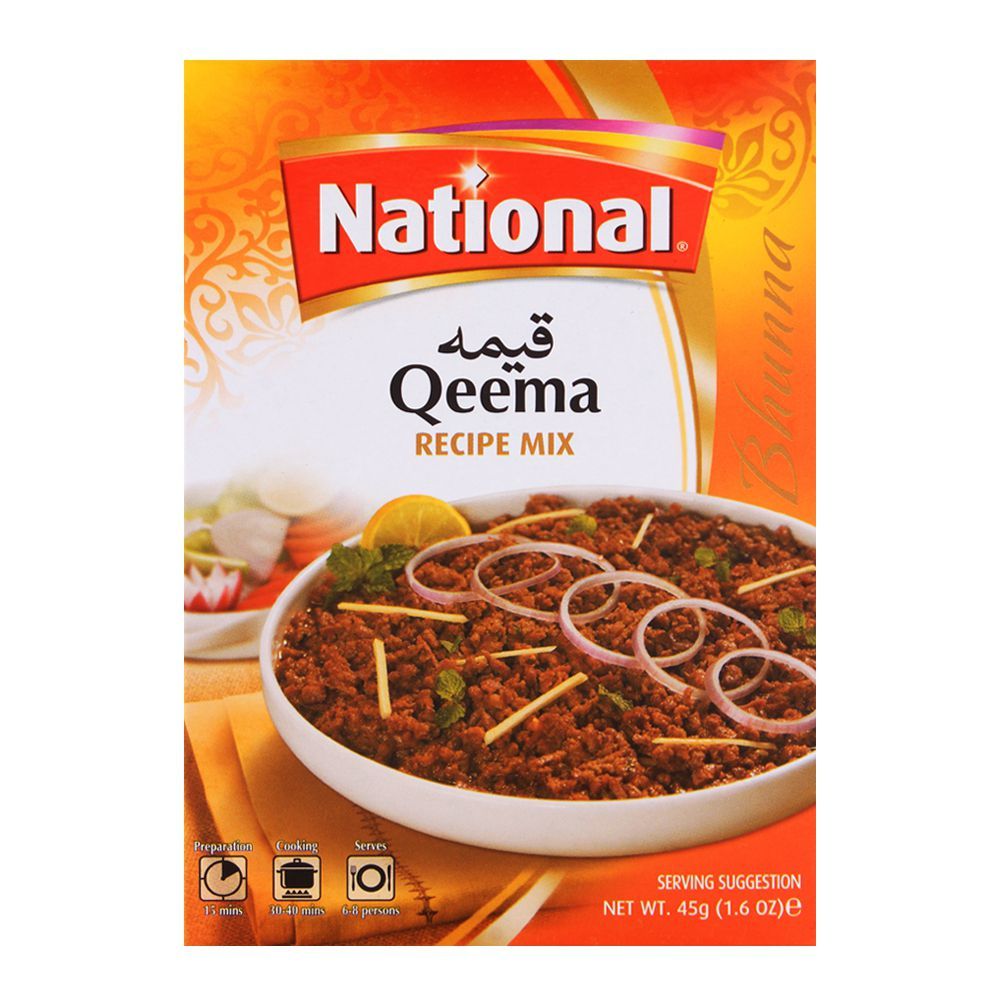 National®
قیمه
Qeema
RECIPE MIX
Bhunna
Preparation
15 mins
Cooking
30-40 mins
Serves
6-8 persons
SERVING SUGGESTION
NET WT. 45g (1.6 OZ)℮